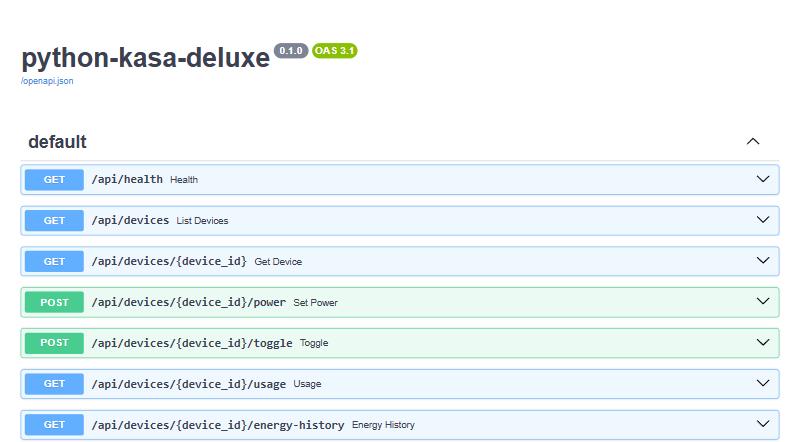 python-kasa-deluxe 0.1.0 OAS 3.1
/openapi.json
default
GET /api/health Health
GET /api/devices List Devices
GET /api/devices/{device_id} Get Device
POST /api/devices/{device_id}/power Set Power
POST /api/devices/{device_id}/toggle Toggle
GET /api/devices/{device_id}/usage Usage
GET /api/devices/{device_id}/energy-history Energy History